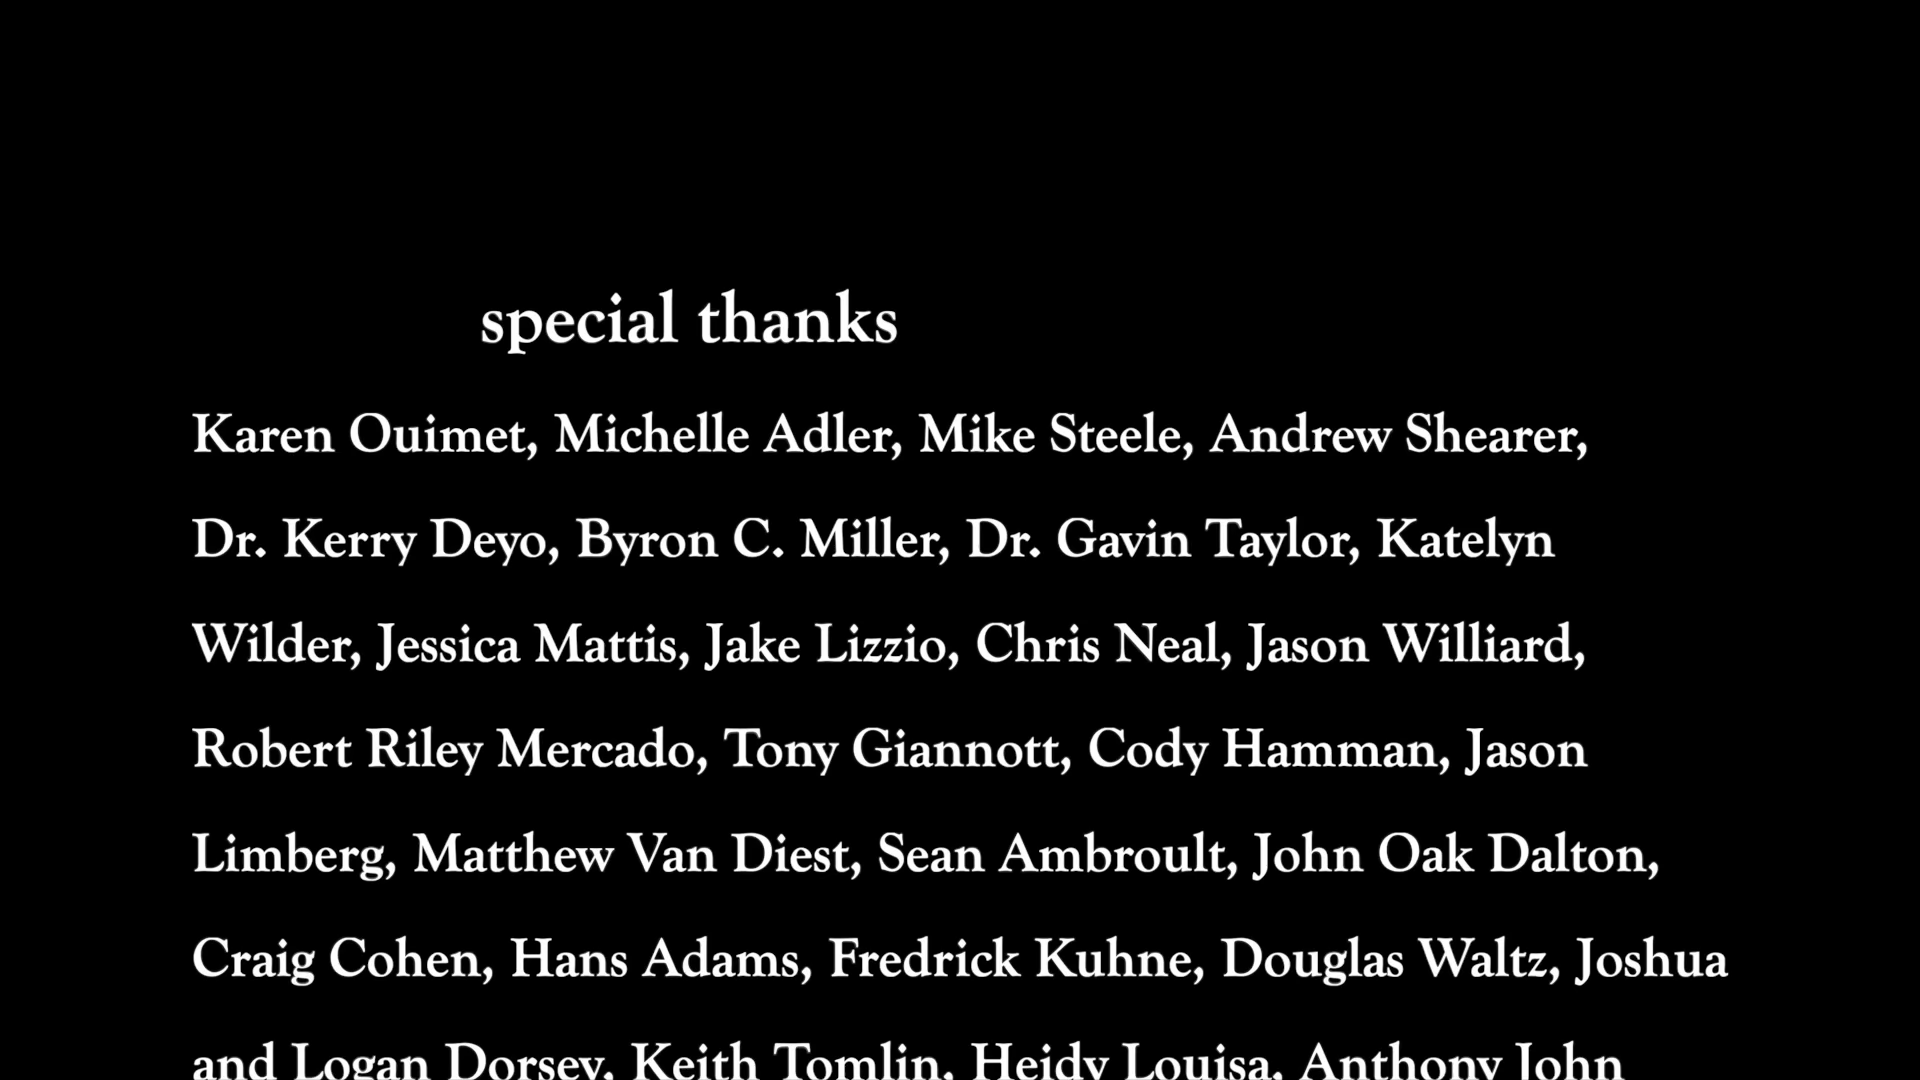 special thanks
Karen Ouimet, Michelle Adler, Mike Steele, Andrew Shearer,
Dr. Kerry Deyo, Byron C. Miller, Dr. Gavin Taylor, Katelyn
Wilder, Jessica Mattis, Jake Lizzio, Chris Neal, Jason Williard,
Robert Riley Mercado, Tony Giannott, Cody Hamman, Jason
Limberg, Matthew Van Diest, Sean Ambroult, John Oak Dalton,
Craig Cohen, Hans Adams, Fredrick Kuhne, Douglas Waltz, Joshua
and Logan Dorsey, Keith Tomlin, Heidy Louisa, Anthony John